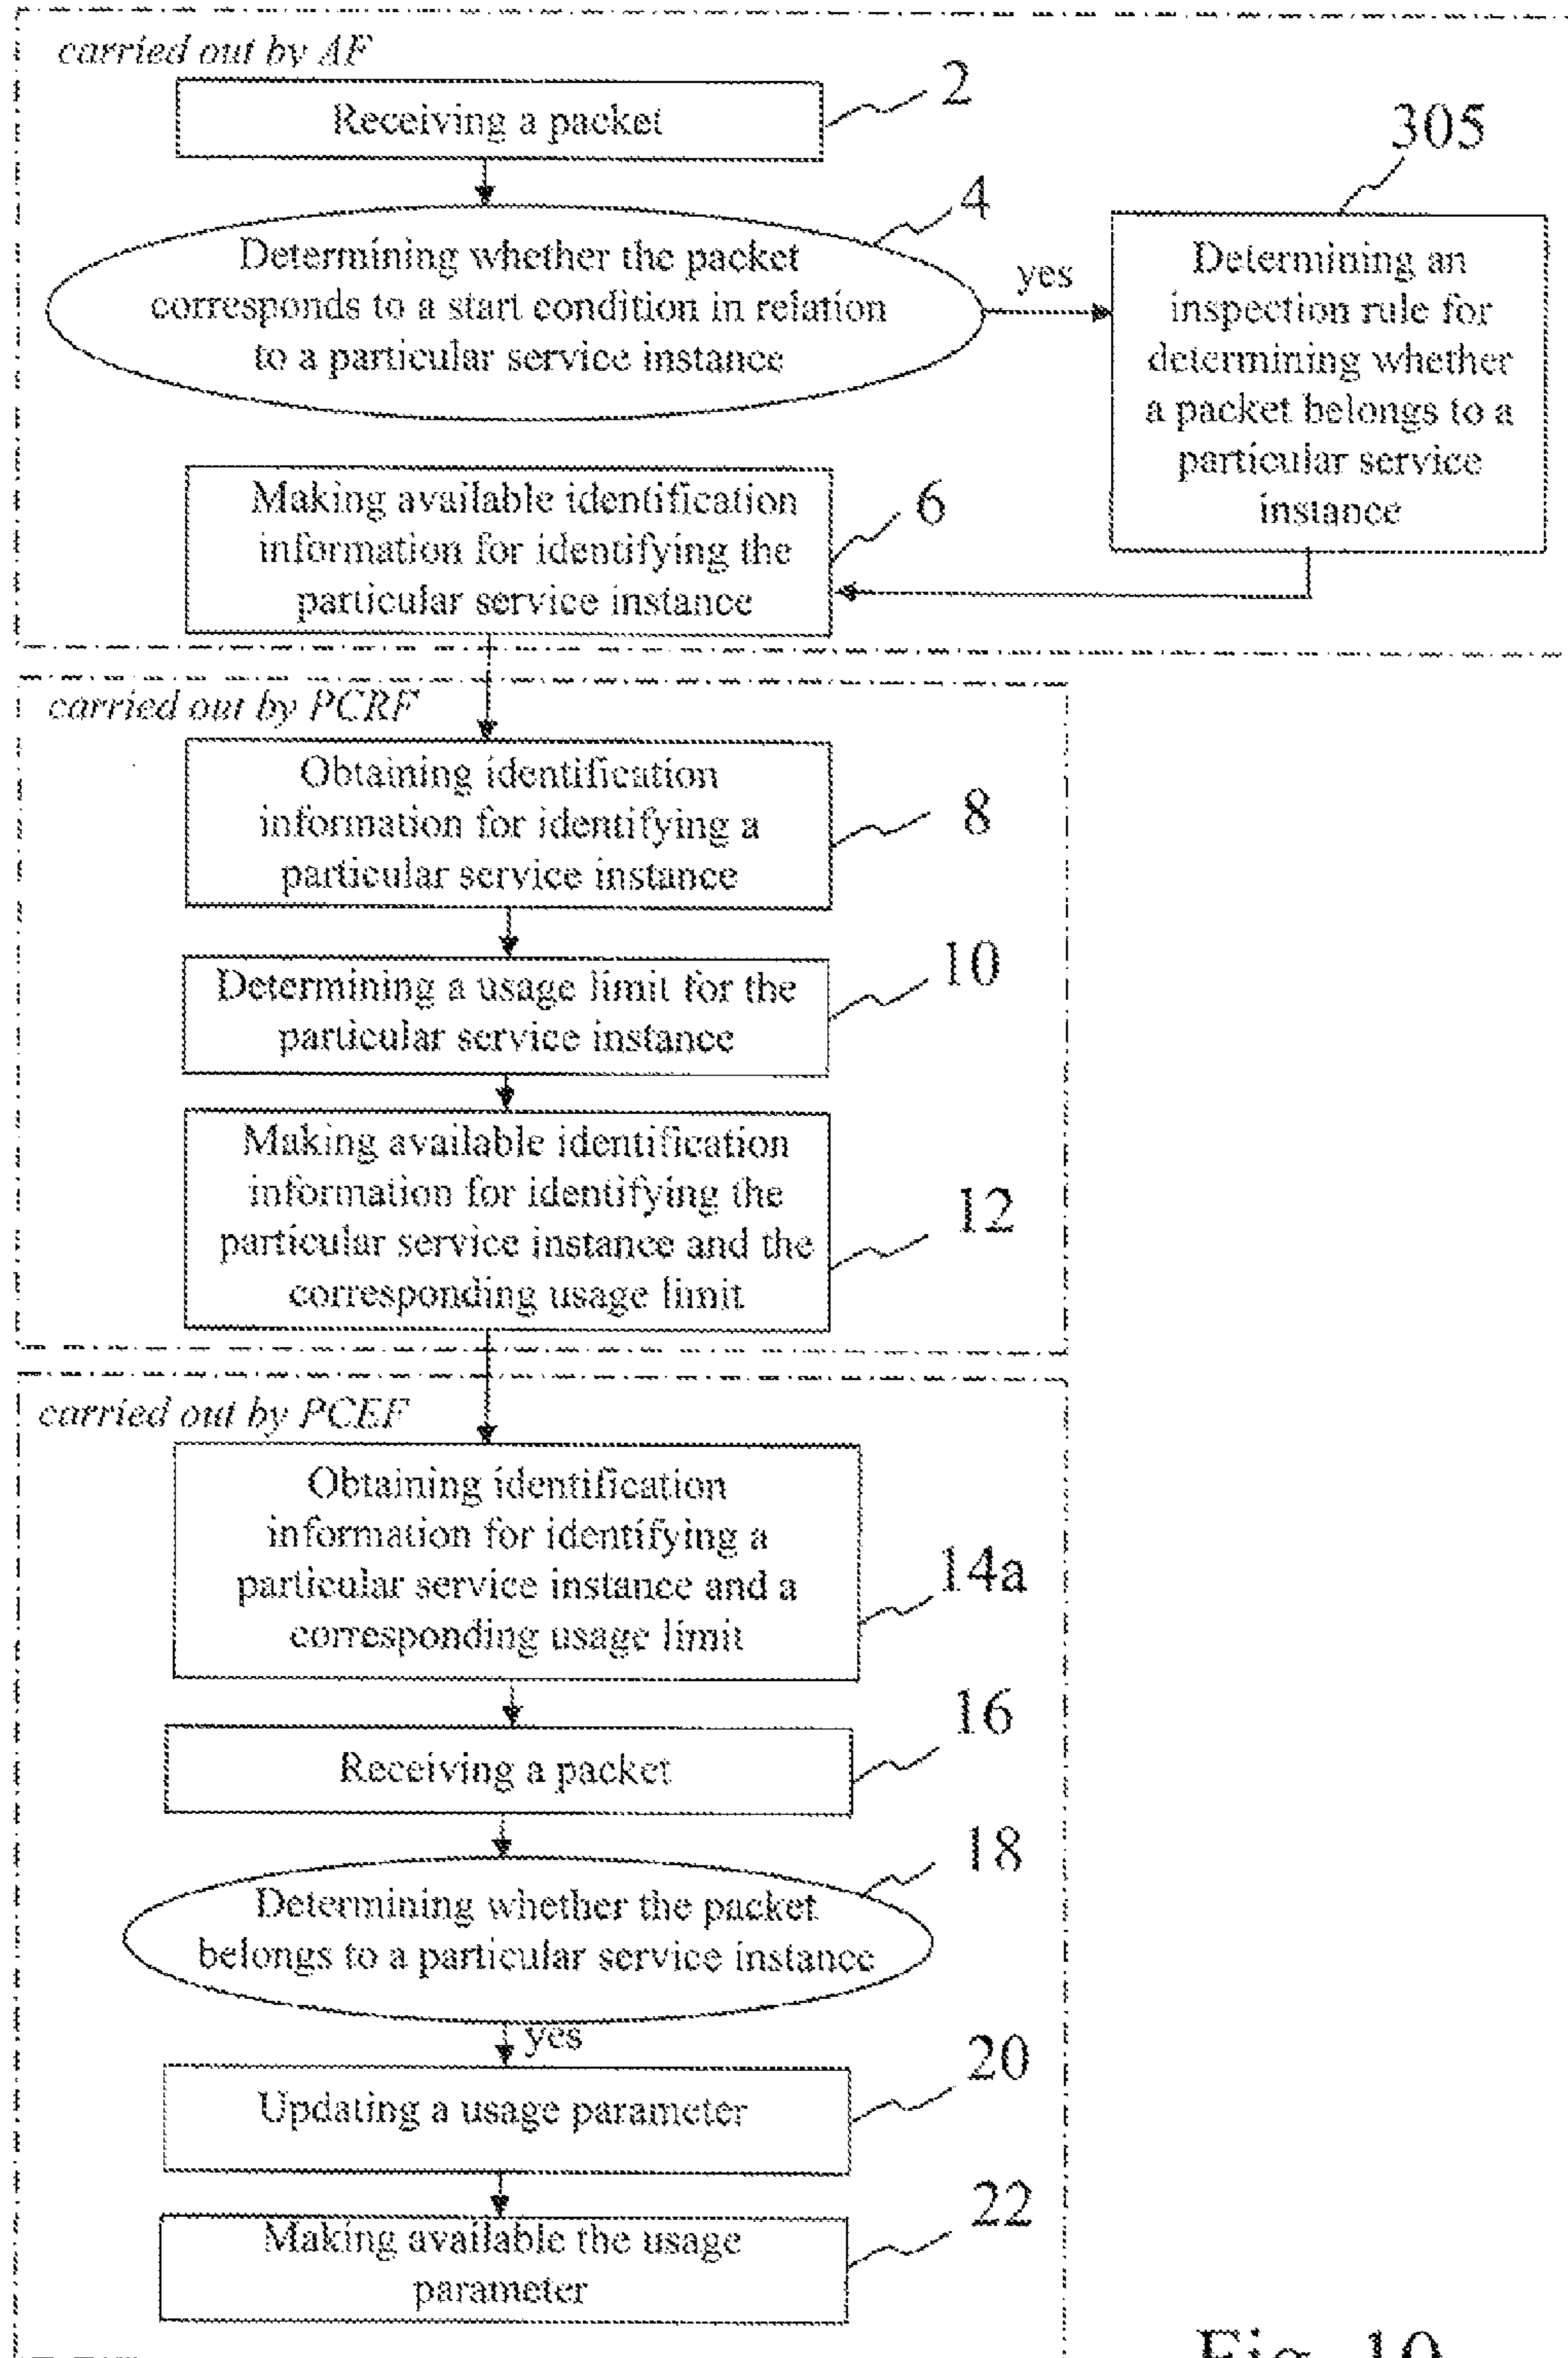 carried out by AF
Receiving a packet
2
305
4
Determining whether the packet
corresponds to a start condition in relation
to a particular service instance
yes
Determining an
inspection rule for
determining whether
a packet belongs to a
particular service
instance
Making available identification
information for identifying the
particular service instance
6
carried out by PCRF
Obtaining identification
information for identifying a
particular service instance
8
Determining a usage limit for the
particular service instance
10
Making available identification
information for identifying the
particular service instance and the
corresponding usage limit
12
carried out by PCEF
Obtaining identification
information for identifying a
particular service instance and a
corresponding usage limit
14a
Receiving a packet
16
Determining whether the packet
belongs to a particular service instance
18
yes
Updating a usage parameter
20
Making available the usage
parameter
22
Fig. 10